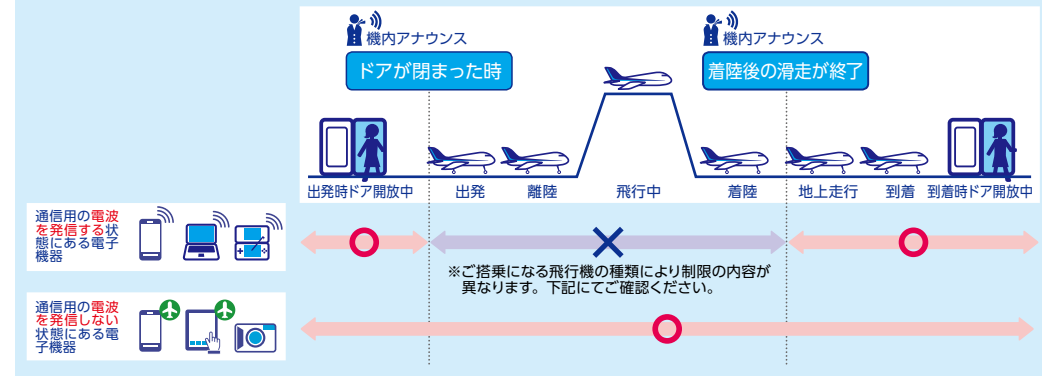 機内アナウンス
機内アナウンス
ドアが閉まった時
着陸後の滑走が終了
出発時ドア開放中
出発
離陸
飛行中
着陸
地上走行
到着
到着時ドア開放中
通信用の電波
を発信する状
態にある電子
機器
※ご搭乗になる飛行機の種類により制限の内容が
異なります。下記にてご確認ください。
通信用の電波
を発信しない
状態にある電
子機器